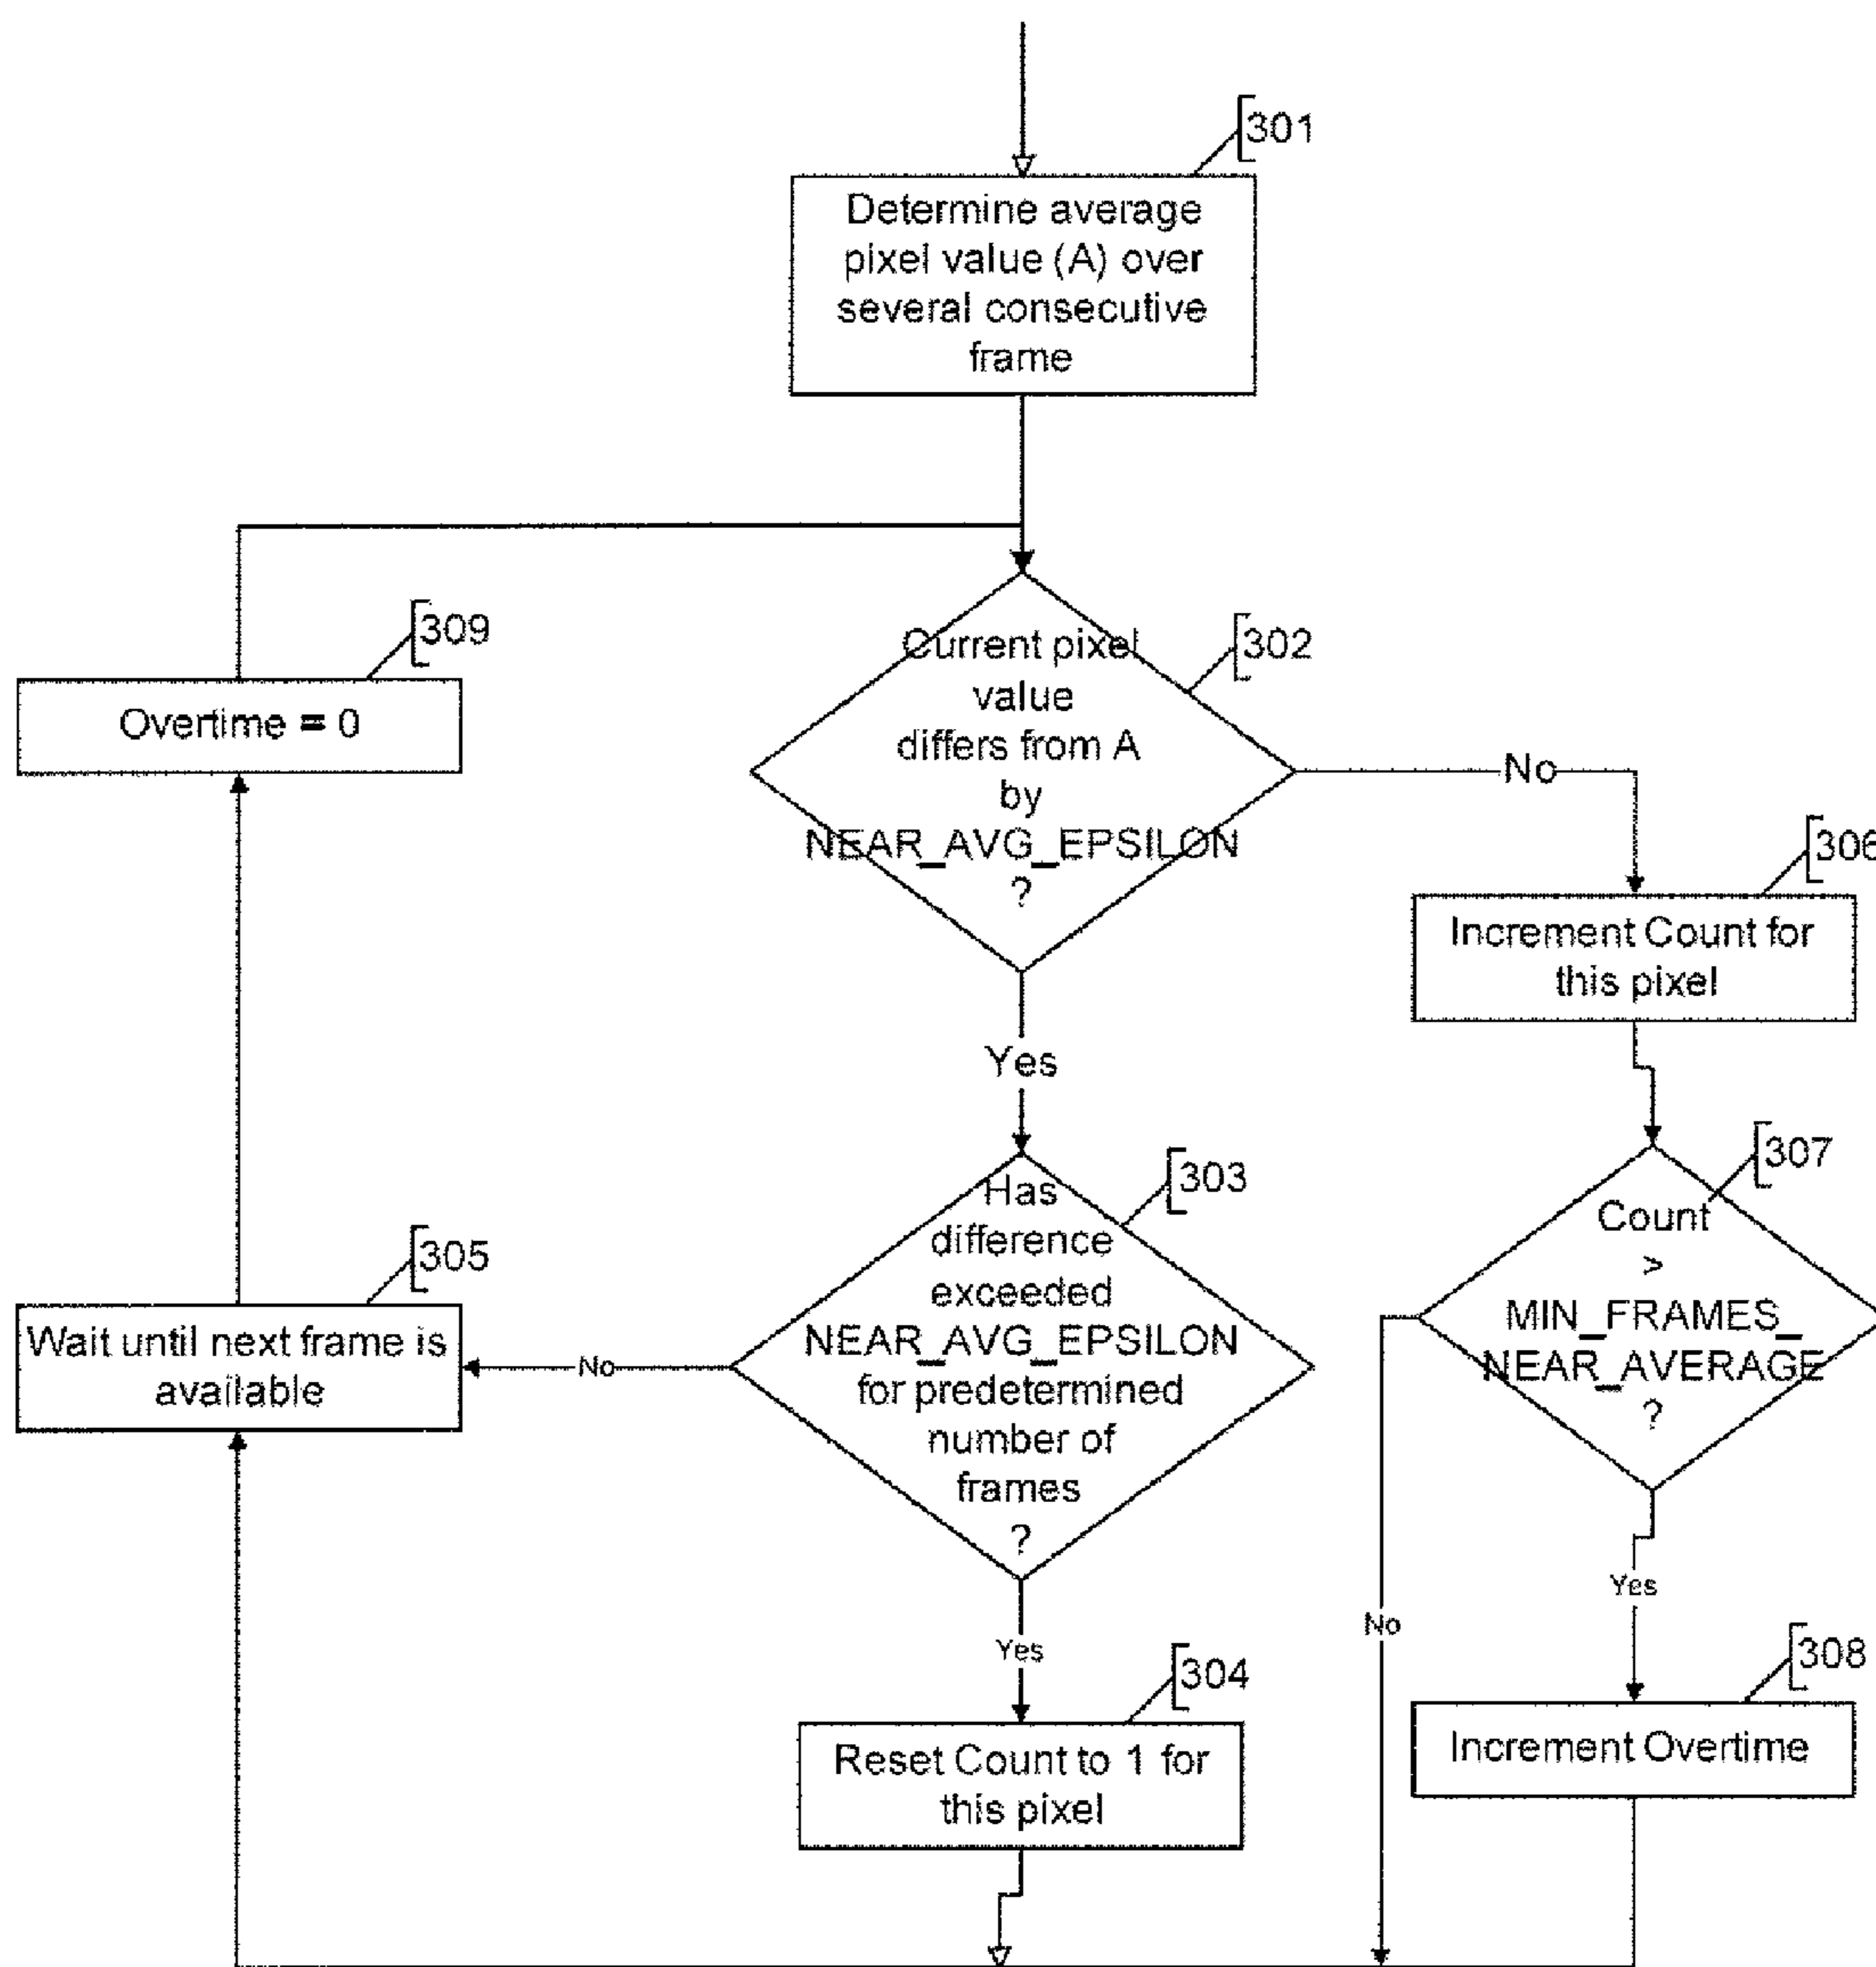 301
Determine average
pixel value (A) over
several consecutive
frame
309
Overtime = 0
302
Current pixel
value
differs from A
by
NEAR_AVG_EPSILON
?
No
306
Increment Count for
this pixel
Yes
303
Has
difference
exceeded
NEAR_AVG_EPSILON
for predetermined
number of
frames
?
307
Count
>
MIN_FRAMES_
NEAR_AVERAGE
?
305
Wait until next frame is
available
No
Yes
No
Yes
304
Reset Count to 1 for
this pixel
308
Increment Overtime